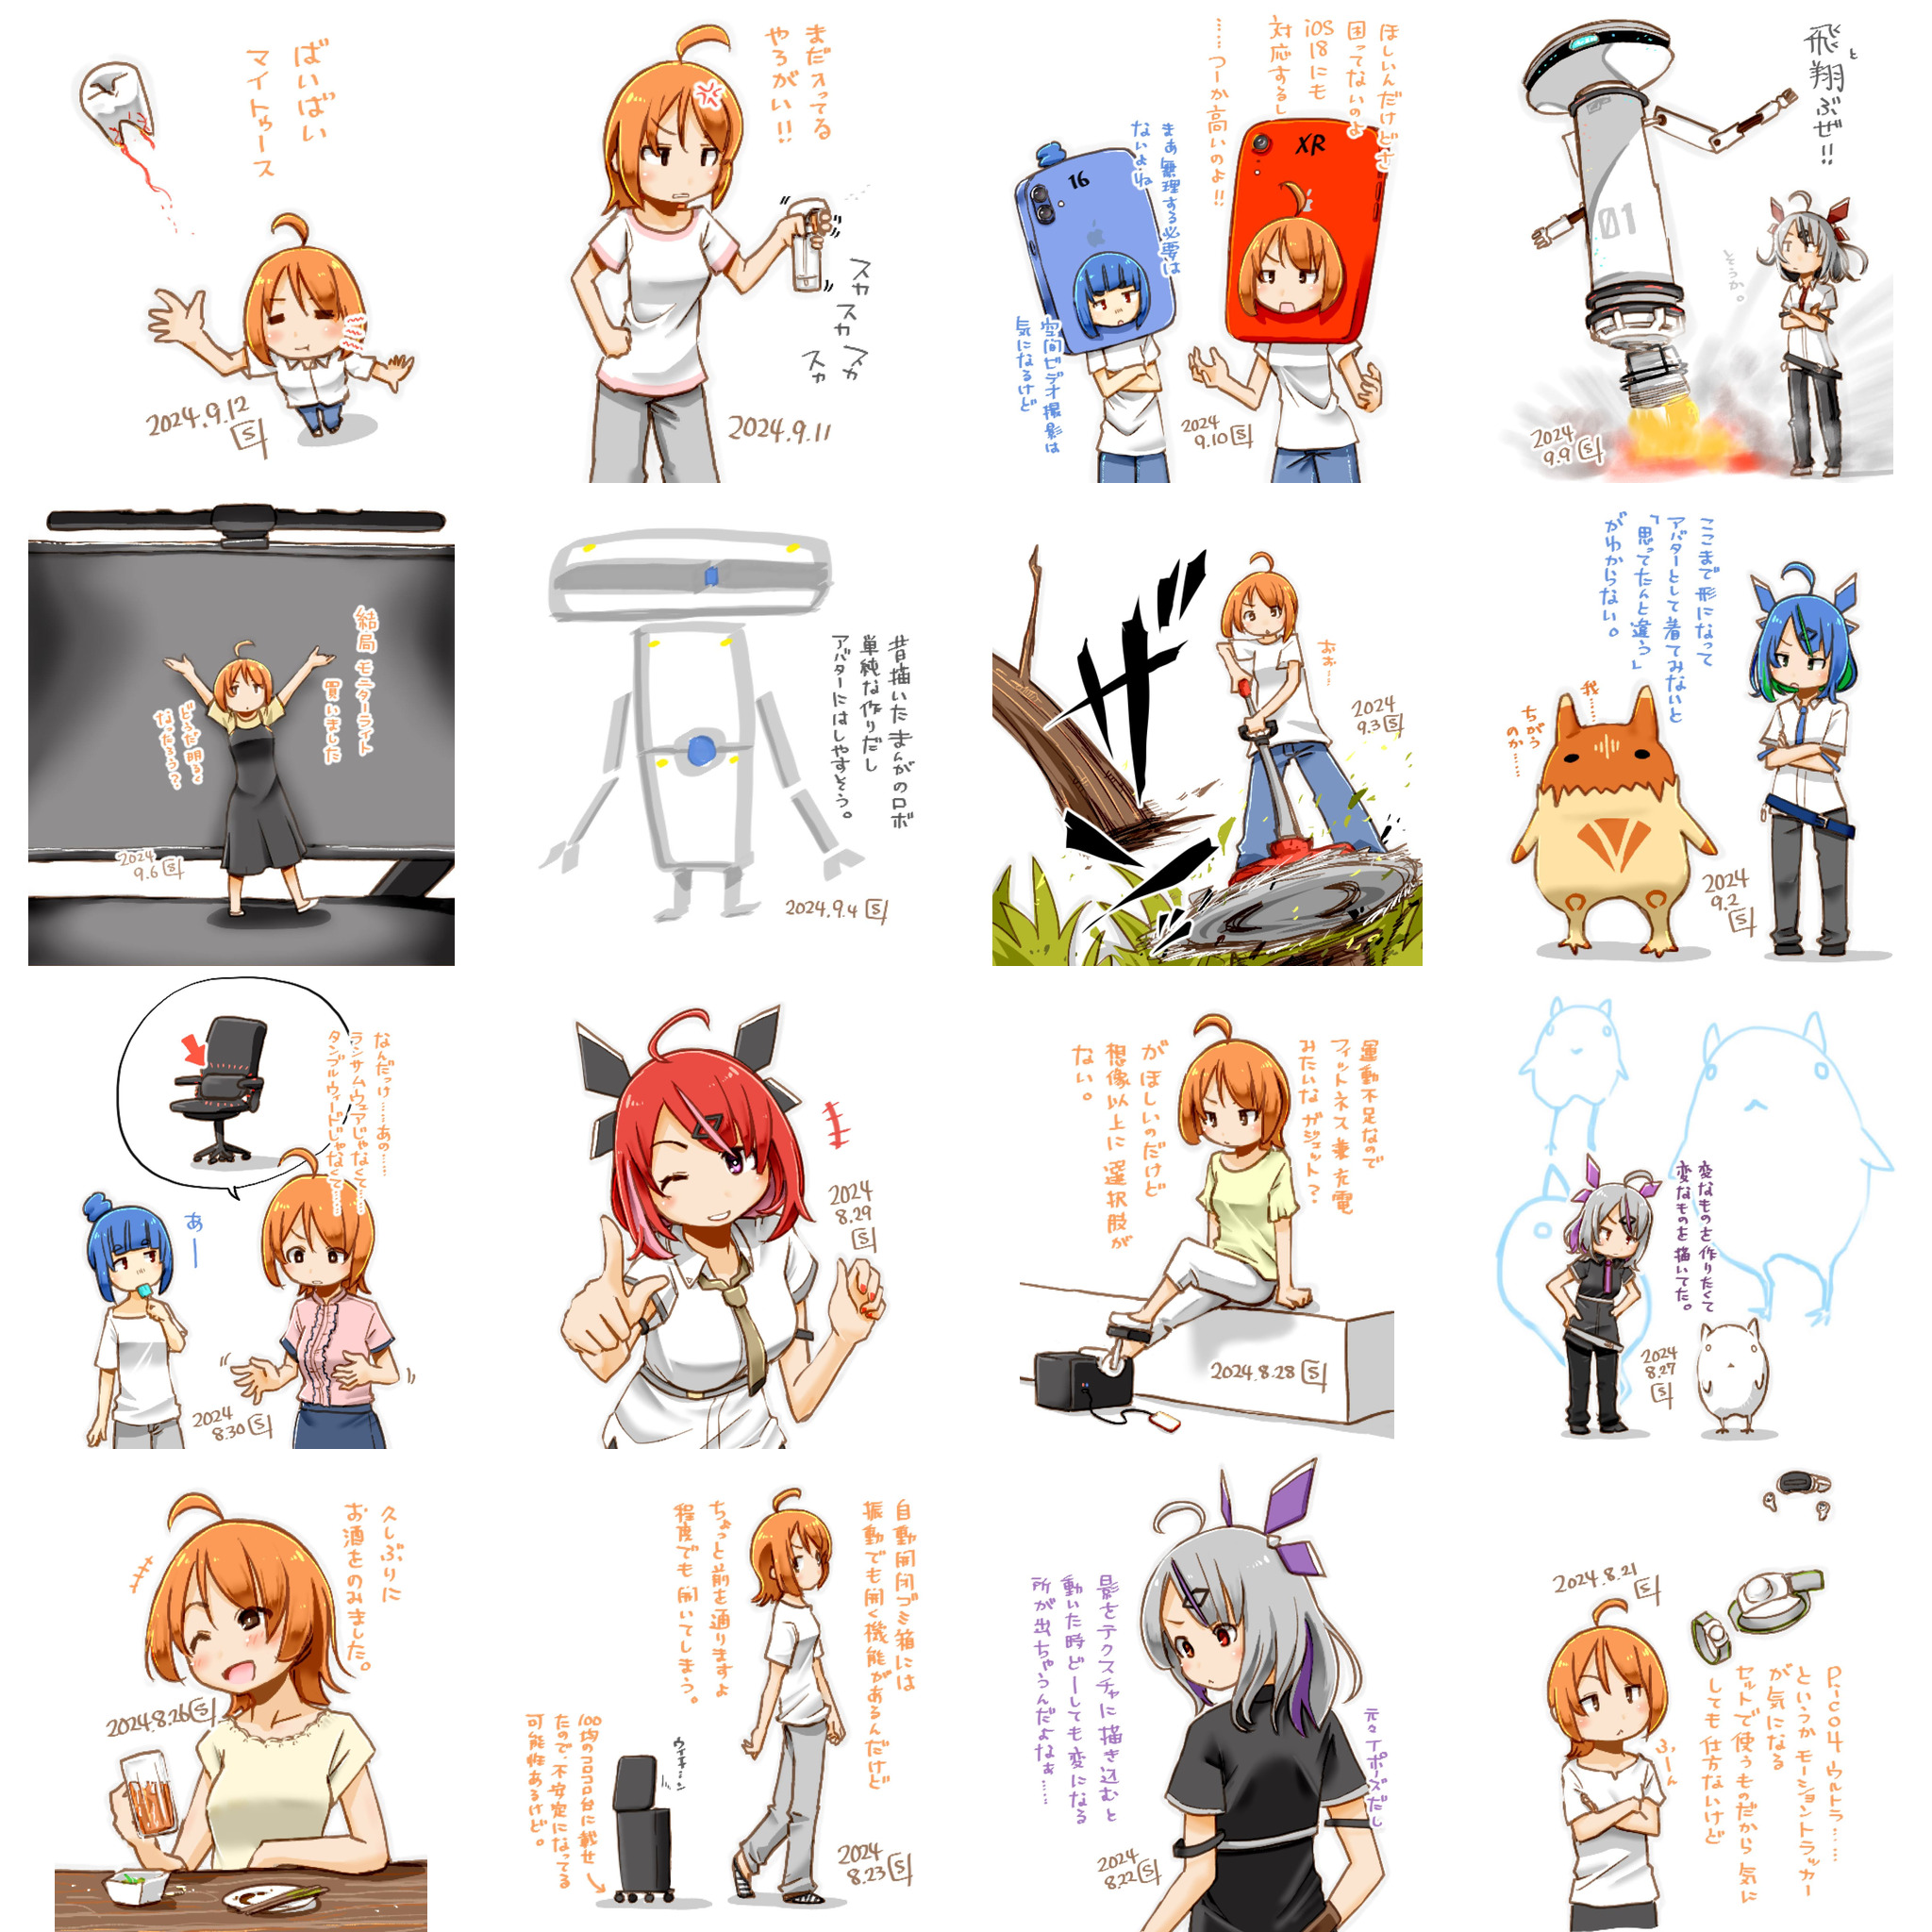 ばいばい
マイトゥース
2024.9.12
S
まだ入ってる
やろがい!!
スカ
スカ
スカ
スカ
2024.9.11
ほしいんだけどさ
困ってないのよ
iOS
18にも
対応するし
……つーか高いのよ!!
XR
16
まあ無理する必要は
ないよね
空間ビデオ撮影は
気になるけど
2024
9.10
S
飛翔ぶぜ!!
と
01
そうか。
2024
9.9
S
結局モニターライト
買いました
どうだ明るく
なったろう?
2024
9.6
S
昔描いたまんがのロボ
単純な作りだし
アバターにはしやすそう。
2024.9.4
S
ザ
おお……
2024
9.3
S
ここまで形になって
アバターとして着てみないと
「思ってたんと違う」
がわからない。
我……
ちがう
のか……
2024
9.2
S
なんだっけ……あの……
ランサムウェアじゃなくて……
タンブルウィードじゃなくて……
あー
2024
8.30
S
2024
8.29
S
運動不足なので
フィットネス兼充電
みたいなガジェット?
がほしいのだけど
想像以上に選択肢が
ない。
2024.8.28
S
変なものを作りたくて
変なものを描いてた。
2024
8.27
S
久しぶりに
お酒をのみました。
2024.8.26
S
自動開閉ゴミ箱には
振動でも開く機能があるんだけど
ちょっと前を通りますよ
程度でも開いてしまう。
100均のコロコロ台に載せ
たので、不安定になってる
可能性あるけど。
ウイーン
2024
8.23
S
元々Tポーズだし
影をテクスチャに描き込むと
動いた時どーしても変になる
所が出ちゃうんだよなぁ……
2024
8.22
S
2024.8.21
S
Pico4ウルトラ……
というかモーショントラッカー
が気になる
セットで使うものだから気に
しても仕方ないけど
ふーん